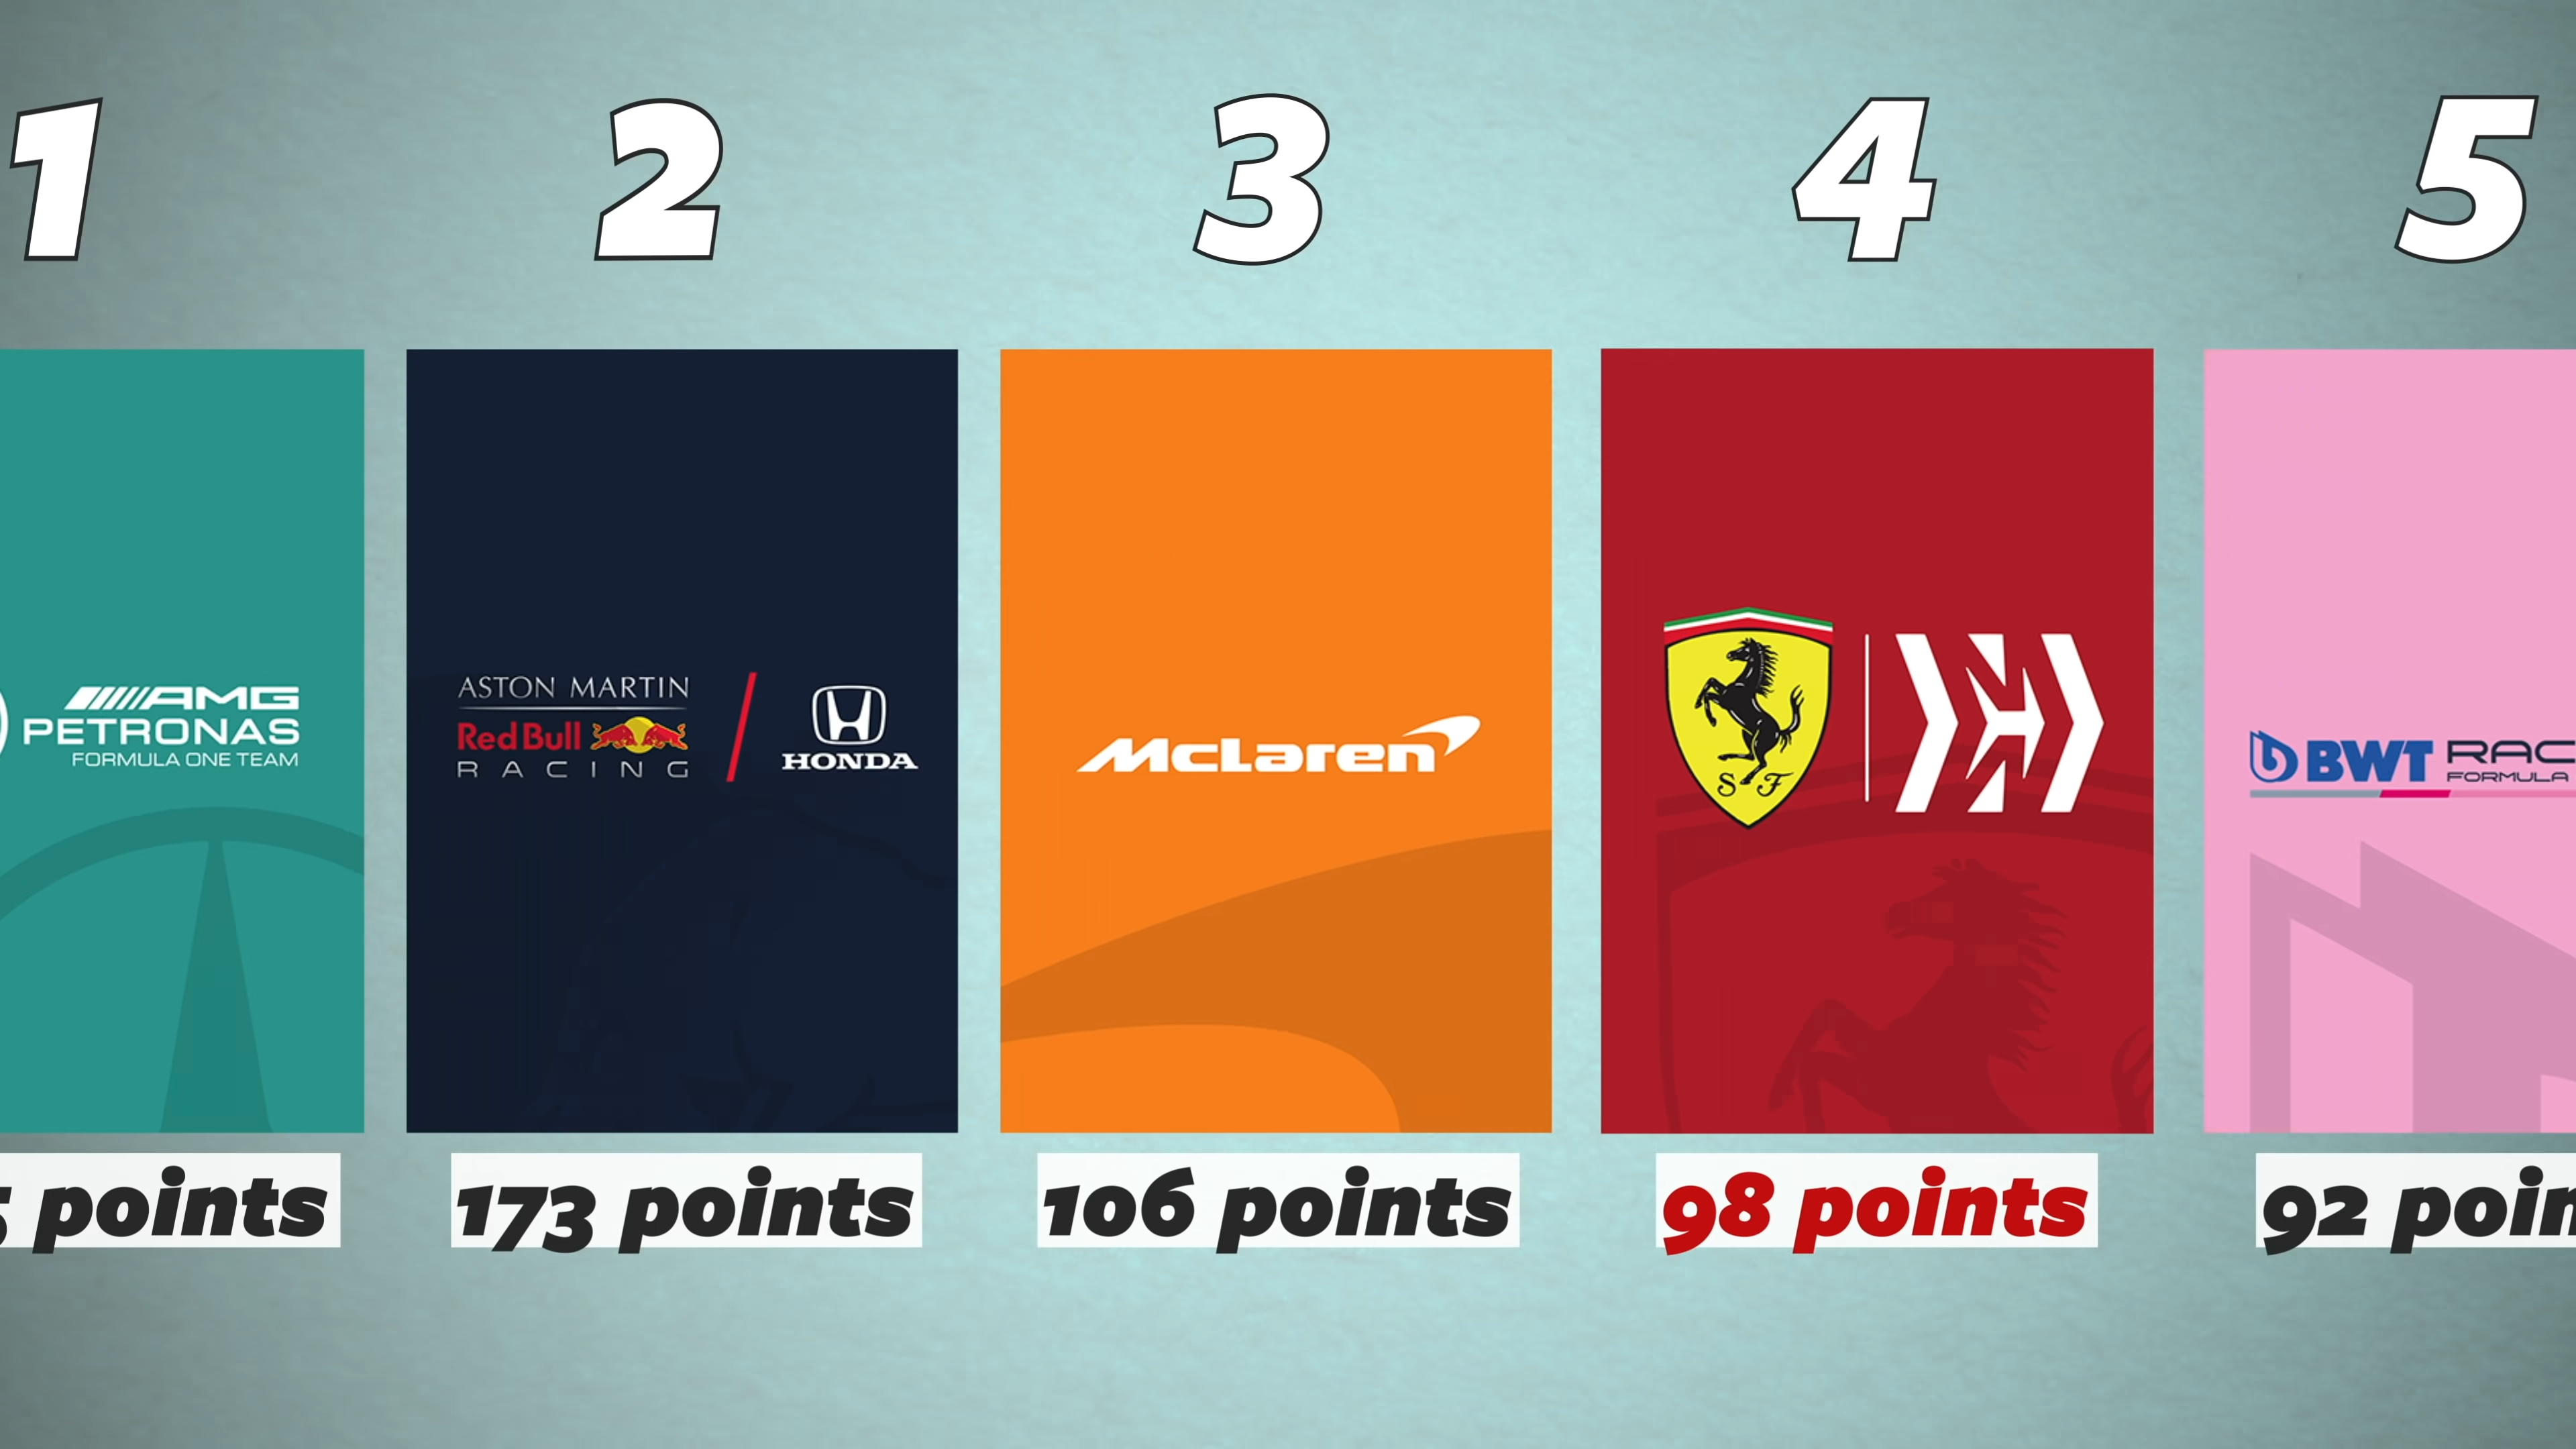 1
2
3
4
5
AMG
PETRONAS
FORMULA ONE TEAM
ASTON MARTIN
Red Bull
RACING
HONDA
McLaren
S F
BWT
FORMULA
points
173 points
106 points
98 points
92